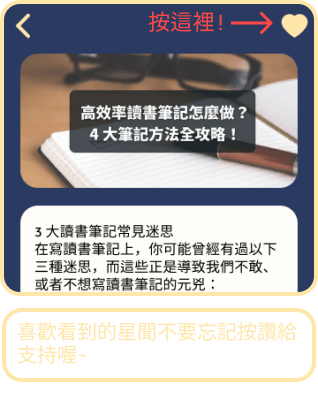 按這裡!
高效率讀書筆記怎麼做？
4 大筆記方法全攻略！
3 大讀書筆記常見迷思
在寫讀書筆記上，你可能曾經有過以下
三種迷思，而這些正是導致我們不敢、
或者不想寫讀書筆記的元兇：
喜歡看到的星聞不要忘記按讚給
支持喔~